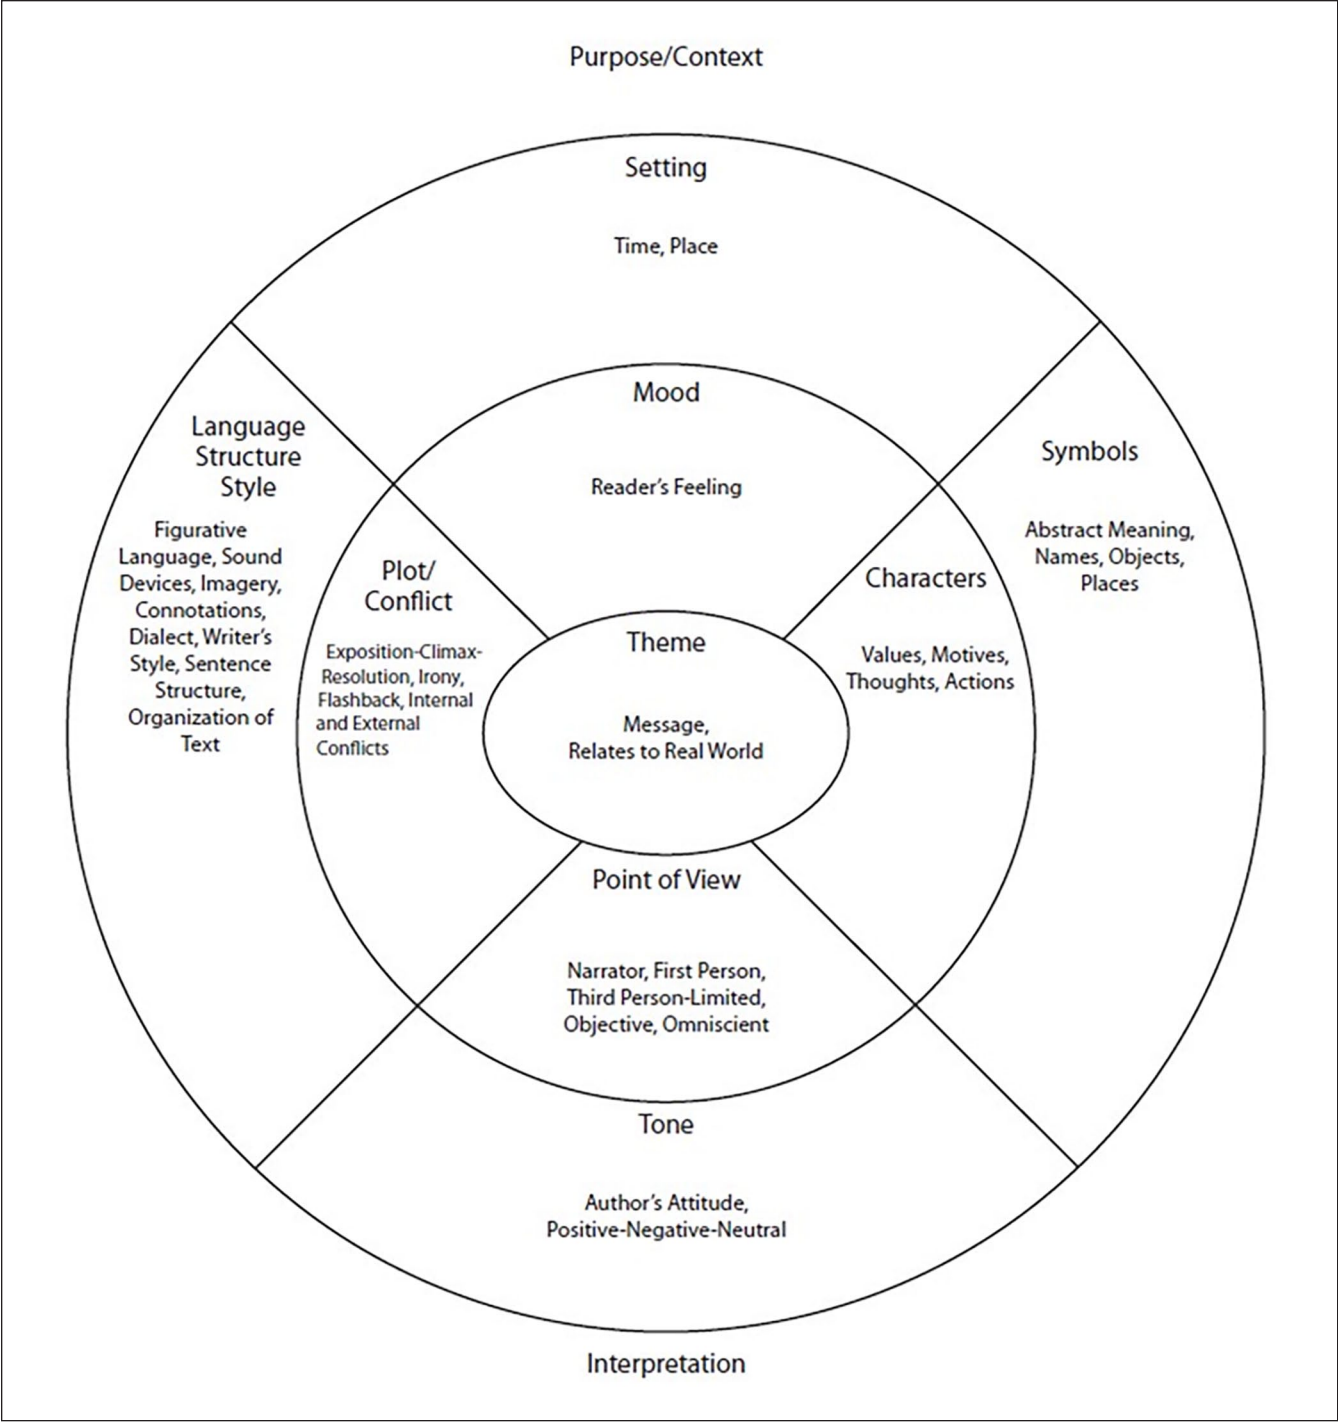 Purpose/Context
Setting
Time, Place
Mood
Reader's Feeling
Language
Structure
Style
Figurative
Language, Sound
Devices, Imagery,
Connotations,
Dialect, Writer's
Style, Sentence
Structure,
Organization of
Text
Plot/
Conflict
Exposition-Climax-
Resolution, Irony,
Flashback, Internal
and External
Conflicts
Theme
Message,
Relates to Real World
Characters
Values, Motives,
Thoughts, Actions
Symbols
Abstract Meaning,
Names, Objects,
Places
Point of View
Narrator, First Person,
Third Person-Limited,
Objective, Omniscient
Tone
Author's Attitude,
Positive-Negative-Neutral
Interpretation